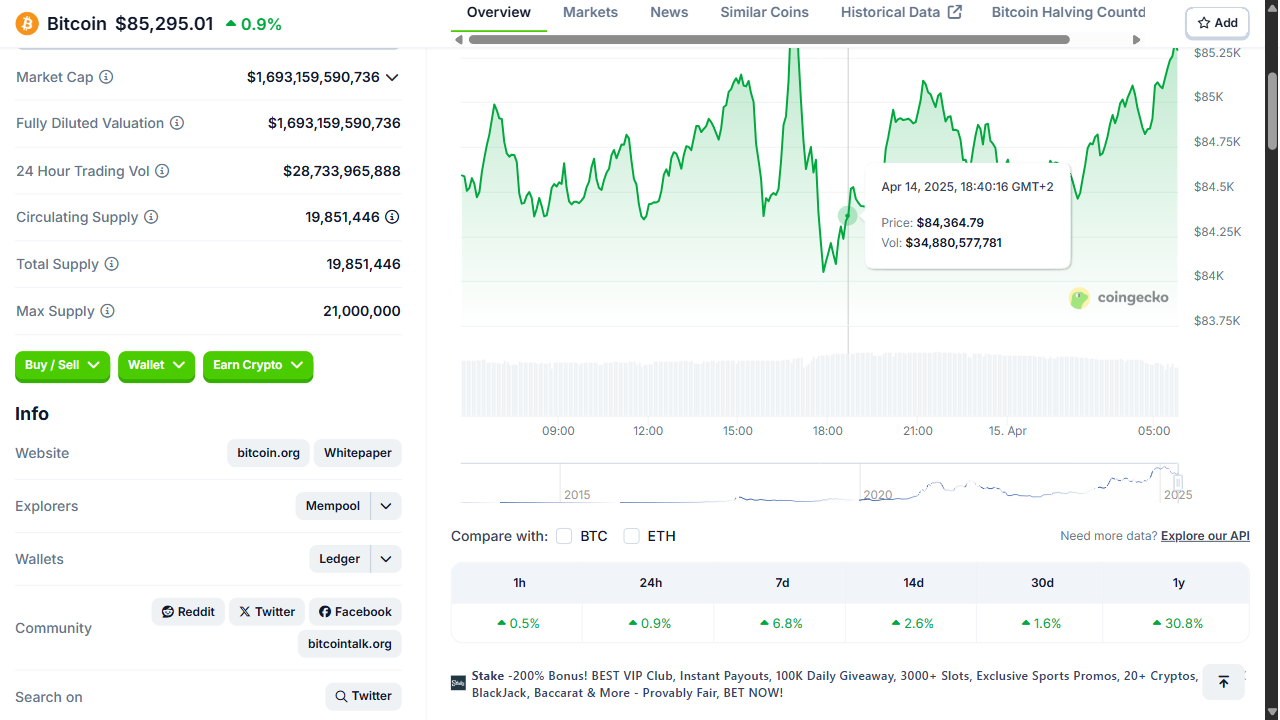 Bitcoin $85,295.01 0.9%
Overview Markets News Similar Coins Historical Data Bitcoin Halving Countd
Add
Market Cap $1,693,159,590,736
Fully Diluted Valuation $1,693,159,590,736
24 Hour Trading Vol $28,733,965,888
Circulating Supply 19,851,446
Total Supply 19,851,446
Max Supply 21,000,000
Buy / Sell Wallet Earn Crypto
Info
Website bitcoin.org Whitepaper
Explorers Mempool
Wallets Ledger
Community Reddit Twitter Facebook
bitcointalk.org
Search on Twitter
$85.25K
$85K
$84.75K
$84.5K
$84.25K
$84K
$83.75K
Apr 14, 2025, 18:40:16 GMT+2
Price: $84,364.79
Vol: $34,880,577,781
coingecko
09:00 12:00 15:00 18:00 21:00 15. Apr 05:00
2015 2020 2025
Compare with: BTC ETH
Need more data? Explore our API
1h 24h 7d 14d 30d 1y
0.5% 0.9% 6.8% 2.6% 1.6% 30.8%
Stake -200% Bonus! BEST VIP Club, Instant Payouts, 100K Daily Giveaway, 3000+ Slots, Exclusive Sports Promos, 20+ Cryptos,
BlackJack, Baccarat & More - Provably Fair, BET NOW!